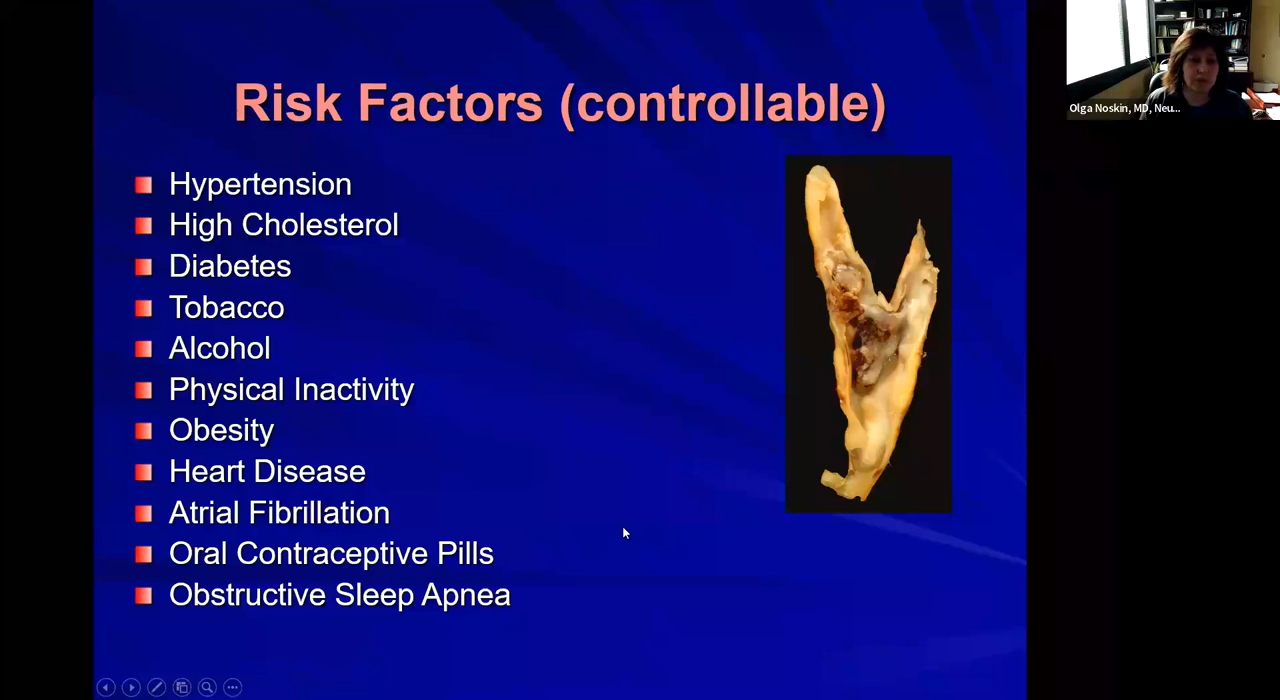 Risk Factors (controllable)
Hypertension
High Cholesterol
Diabetes
Tobacco
Alcohol
Physical Inactivity
Obesity
Heart Disease
Atrial Fibrillation
Oral Contraceptive Pills
Obstructive Sleep Apnea
Olga Noskin, MD, Neu...